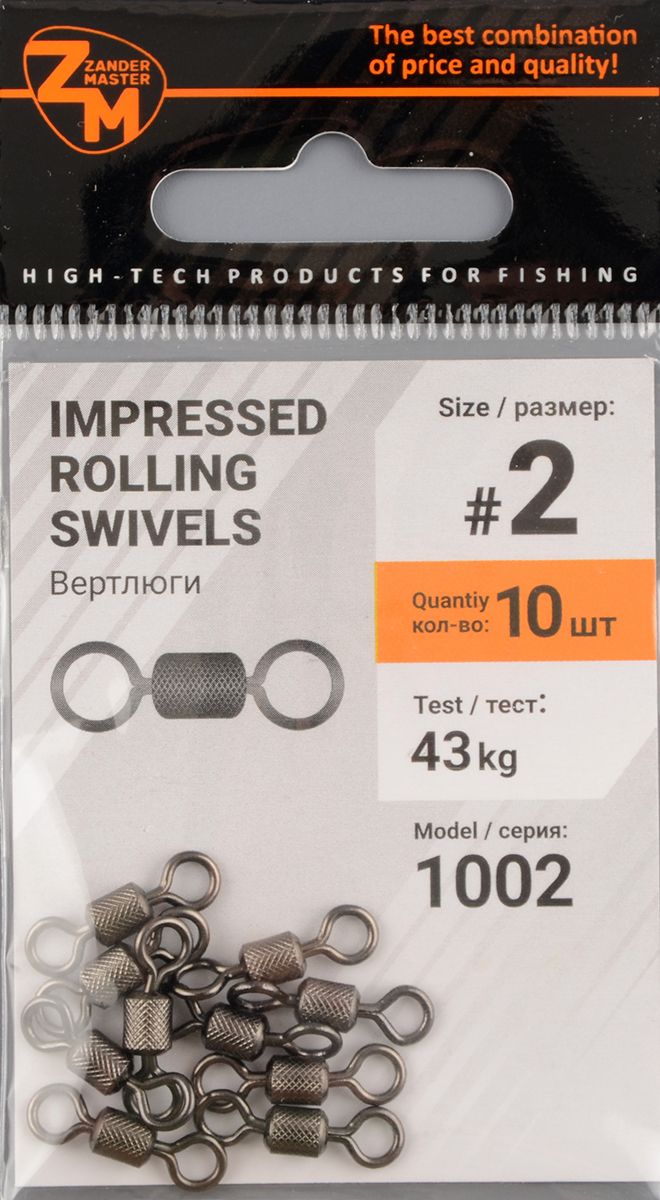 ZM
ZANDER
MASTER
The best combination
of price and quality!
HIGH-TECH PRODUCTS FOR FISHING
IMPRESSED
ROLLING
SWIVELS
Вертлюги
Size / размер:
#2
Quantiy
кол-во: 10 шт
Test / тест:
43 kg
Model / серия:
1002